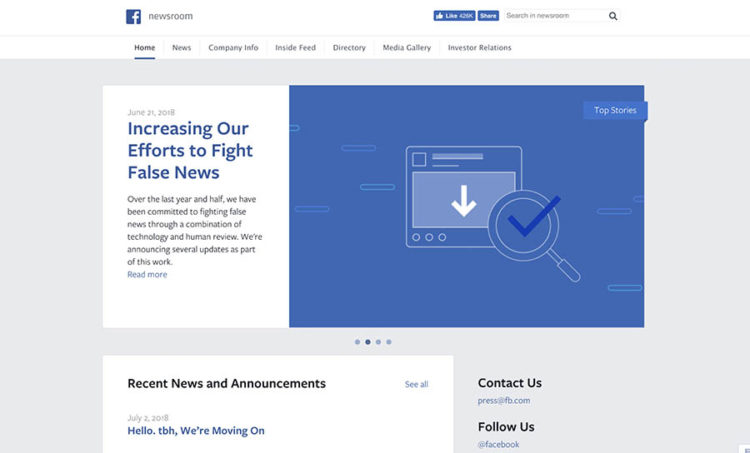 newsroom
Like 426K
Share
Search in newsroom
Home
News
Company Info
Inside Feed
Directory
Media Gallery
Investor Relations
June 21, 2018
Increasing Our
Efforts to Fight
False News
Over the last year and half, we have
been committed to fighting false
news through a combination of
technology and human review. We're
announcing several updates as part
of this work.
Read more
Top Stories
Recent News and Announcements
See all
July 2, 2018
Hello. tbh, We're Moving On
Contact Us
press@fb.com
Follow Us
@facebook